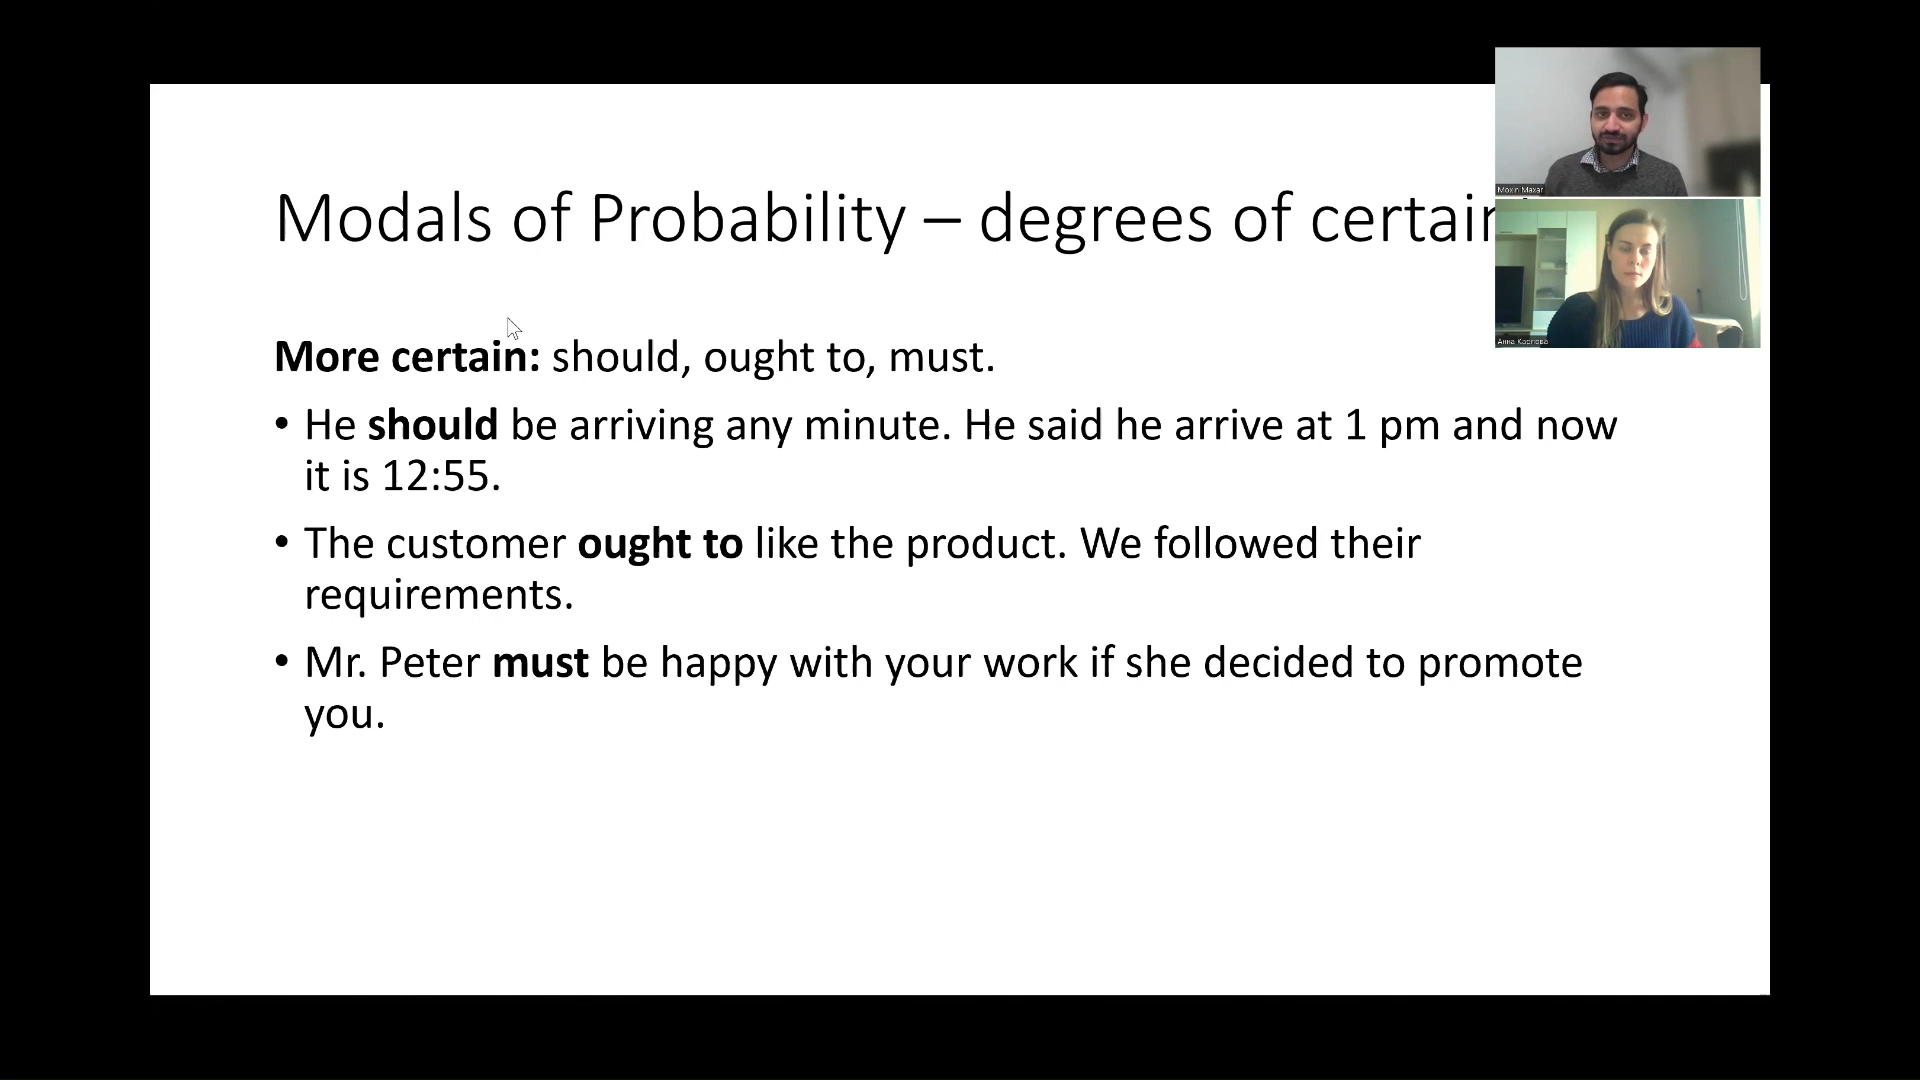 Modals of Probability – degrees of certain
More certain: should, ought to, must.
• He should be arriving any minute. He said he arrive at 1 pm and now
it is 12:55.
• The customer ought to like the product. We followed their
requirements.
• Mr. Peter must be happy with your work if she decided to promote
you.
Анна Карпова